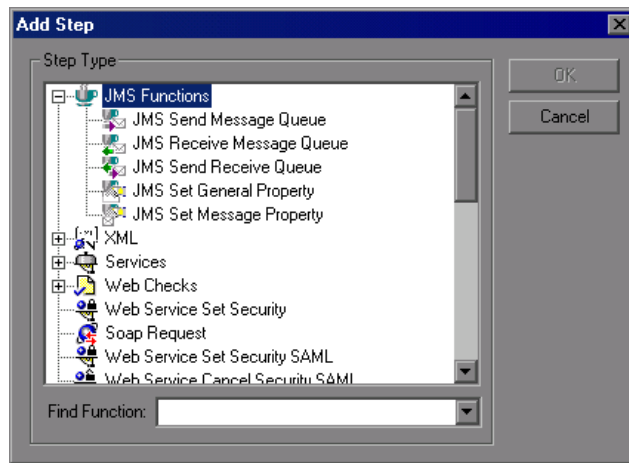 Add Step
Step Type
JMS Functions
JMS Send Message Queue
JMS Receive Message Queue
JMS Send Receive Queue
JMS Set General Property
JMS Set Message Property
XML
Services
Web Checks
Web Service Set Security
Soap Request
Web Service Set Security SAML
Web Service Cancel Security SAML
Find Function:
OK
Cancel